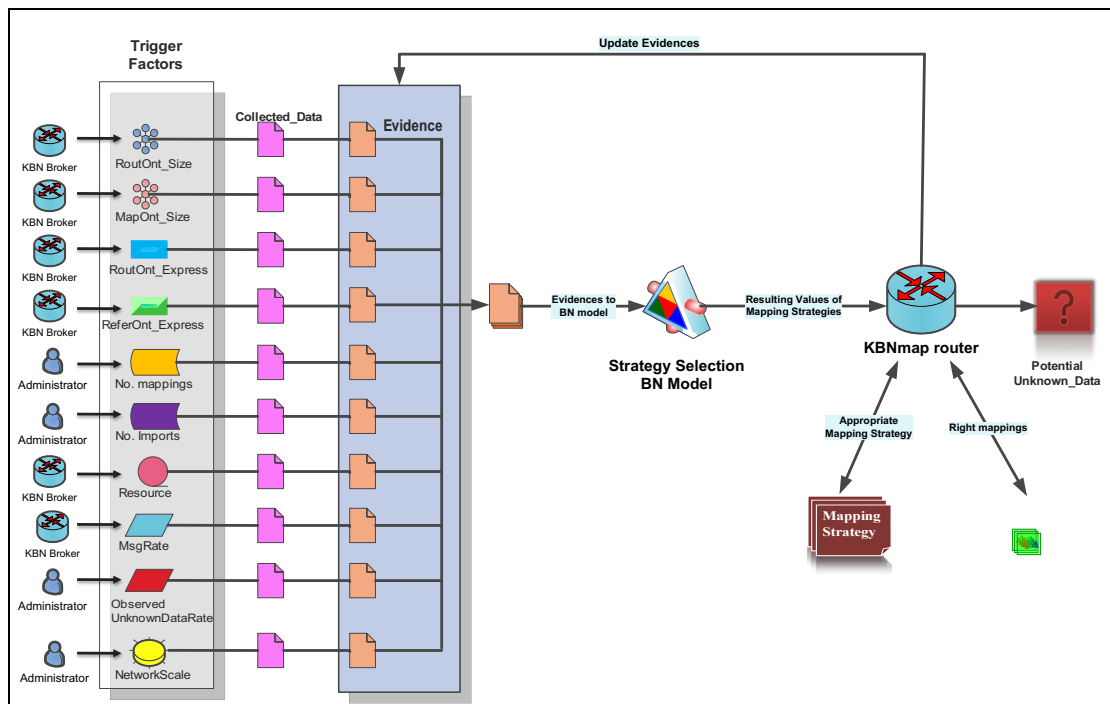 Update Evidences
Trigger
Factors
Collected_Data
Evidence
KBN Broker
RoutOnt_Size
KBN Broker
MapOnt_Size
KBN Broker
RoutOnt_Express
KBN Broker
ReferOnt_Express
Administrator
No. mappings
Administrator
No. Imports
KBN Broker
Resource
KBN Broker
MsgRate
Administrator
Observed
UnknownDataRate
Administrator
NetworkScale
Evidences to
BN model
Strategy Selection
BN Model
Resulting Values of
Mapping Strategies
KBNmap router
?
Potential
Unknown_Data
Appropriate
Mapping Strategy
Right mappings
Mapping
Strategy